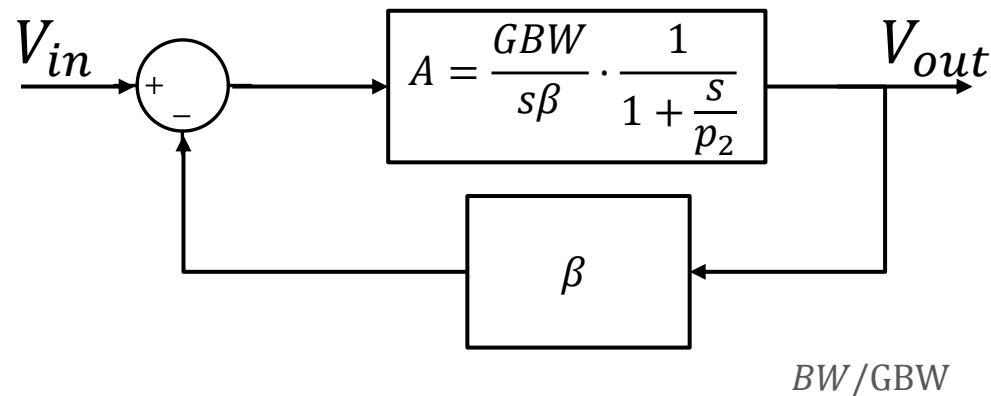 V_in
+
−
A = GBW/sβ · 1/(1 + s/p_2)
V_out
β
BW/GBW